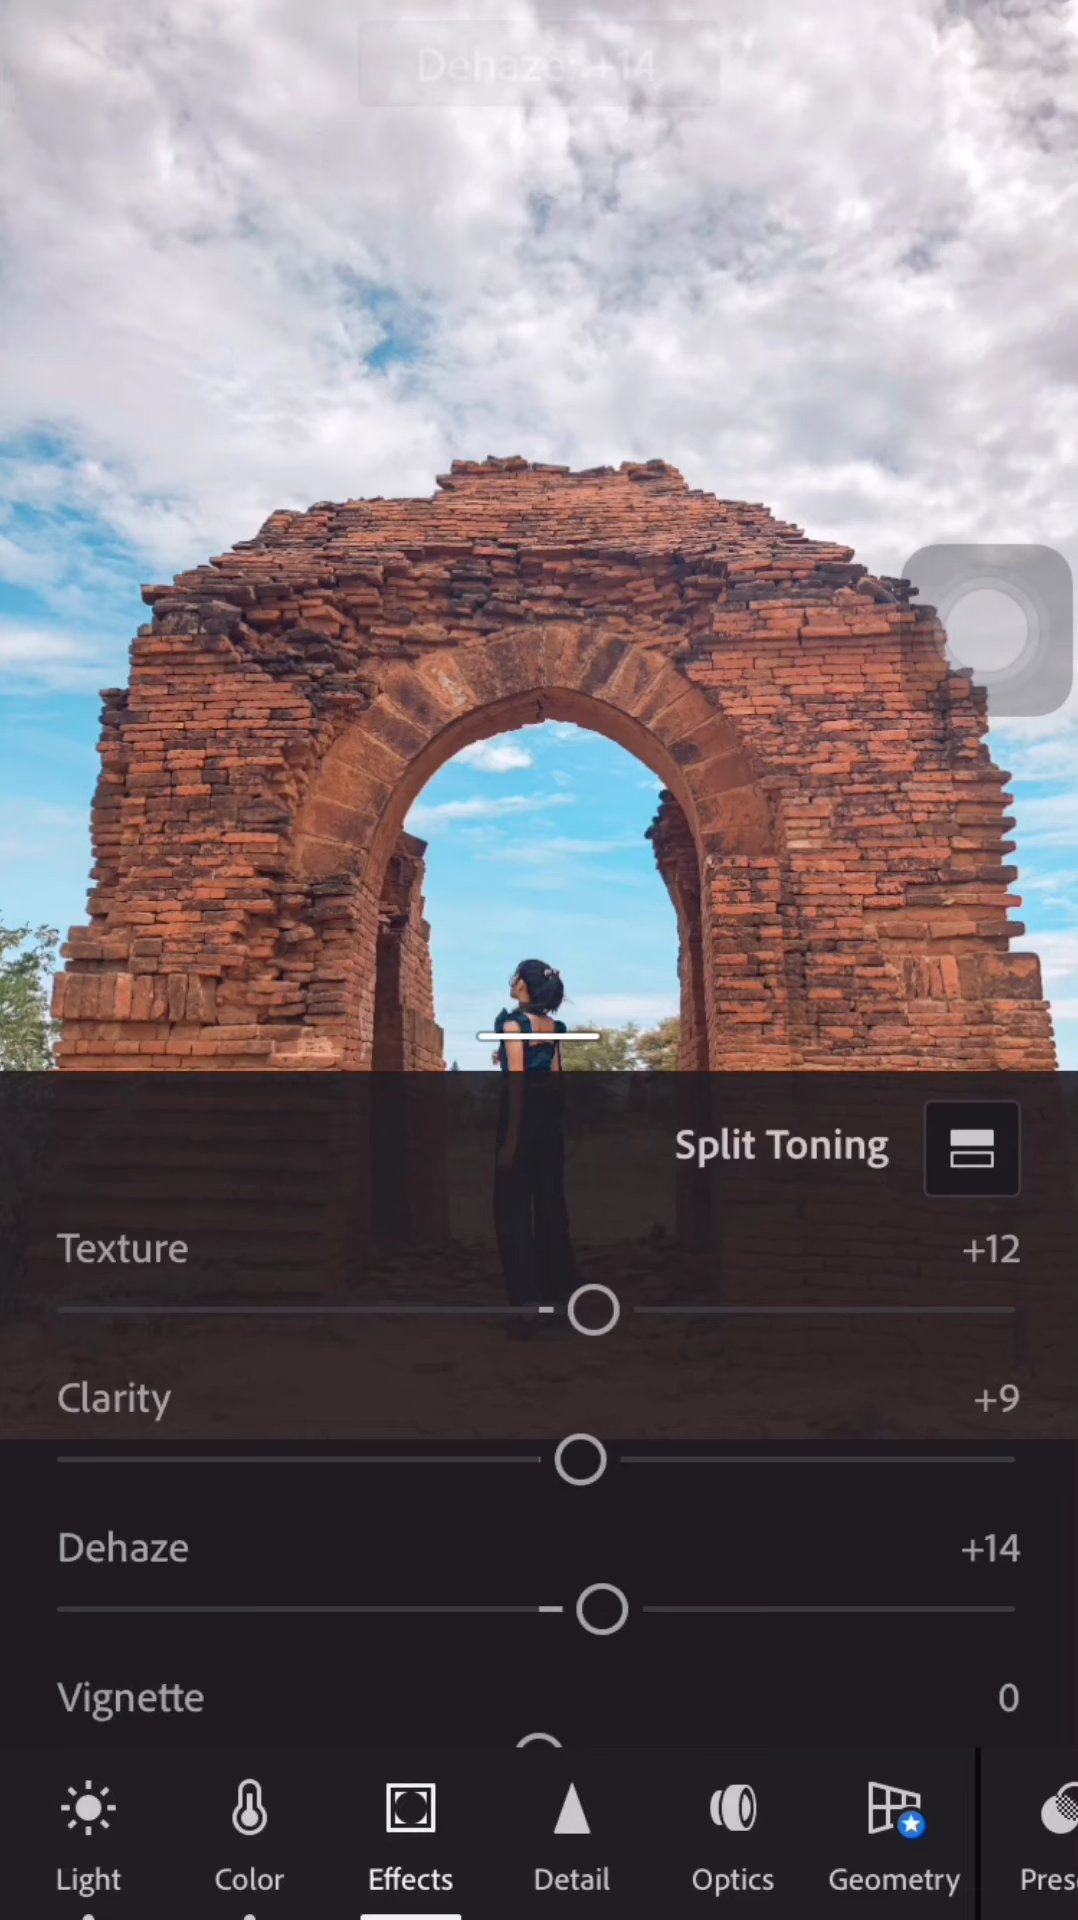 Dehaze: +14
Split Toning
Texture +12
Clarity +9
Dehaze +14
Vignette 0
Light Color Effects Detail Optics Geometry Pres